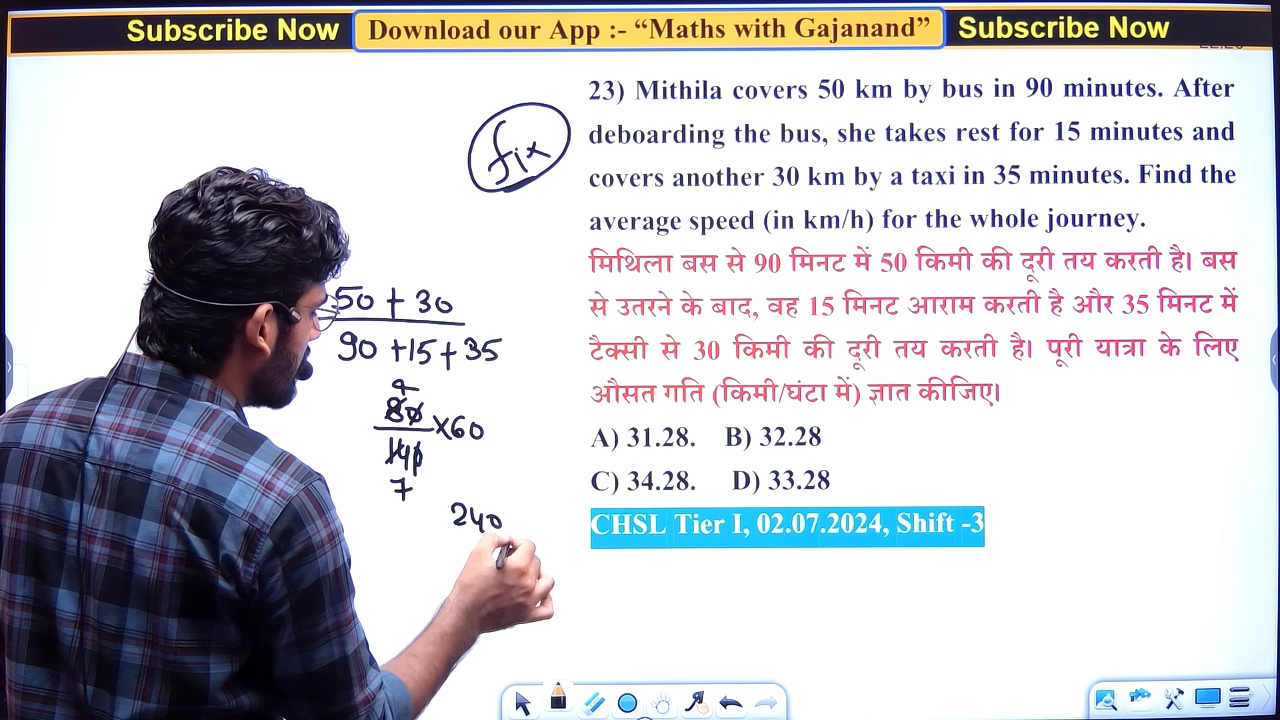 Subscribe Now
Download our App :- “Maths with Gajanand”
Subscribe Now
fix
23) Mithila covers 50 km by bus in 90 minutes. After
deboarding the bus, she takes rest for 15 minutes and
covers another 30 km by a taxi in 35 minutes. Find the
average speed (in km/h) for the whole journey.
मिथिला बस से 90 मिनट में 50 किमी की दूरी तय करती है। बस
से उतरने के बाद, वह 15 मिनट आराम करती है और 35 मिनट में
टैक्सी से 30 किमी की दूरी तय करती है। पूरी यात्रा के लिए
औसत गति (किमी/घंटा में) ज्ञात कीजिए।
A) 31.28. B) 32.28
C) 34.28. D) 33.28
CHSL Tier I, 02.07.2024, Shift -3
50 + 30
90 +15 + 35
4
80 ×60
140
7
240